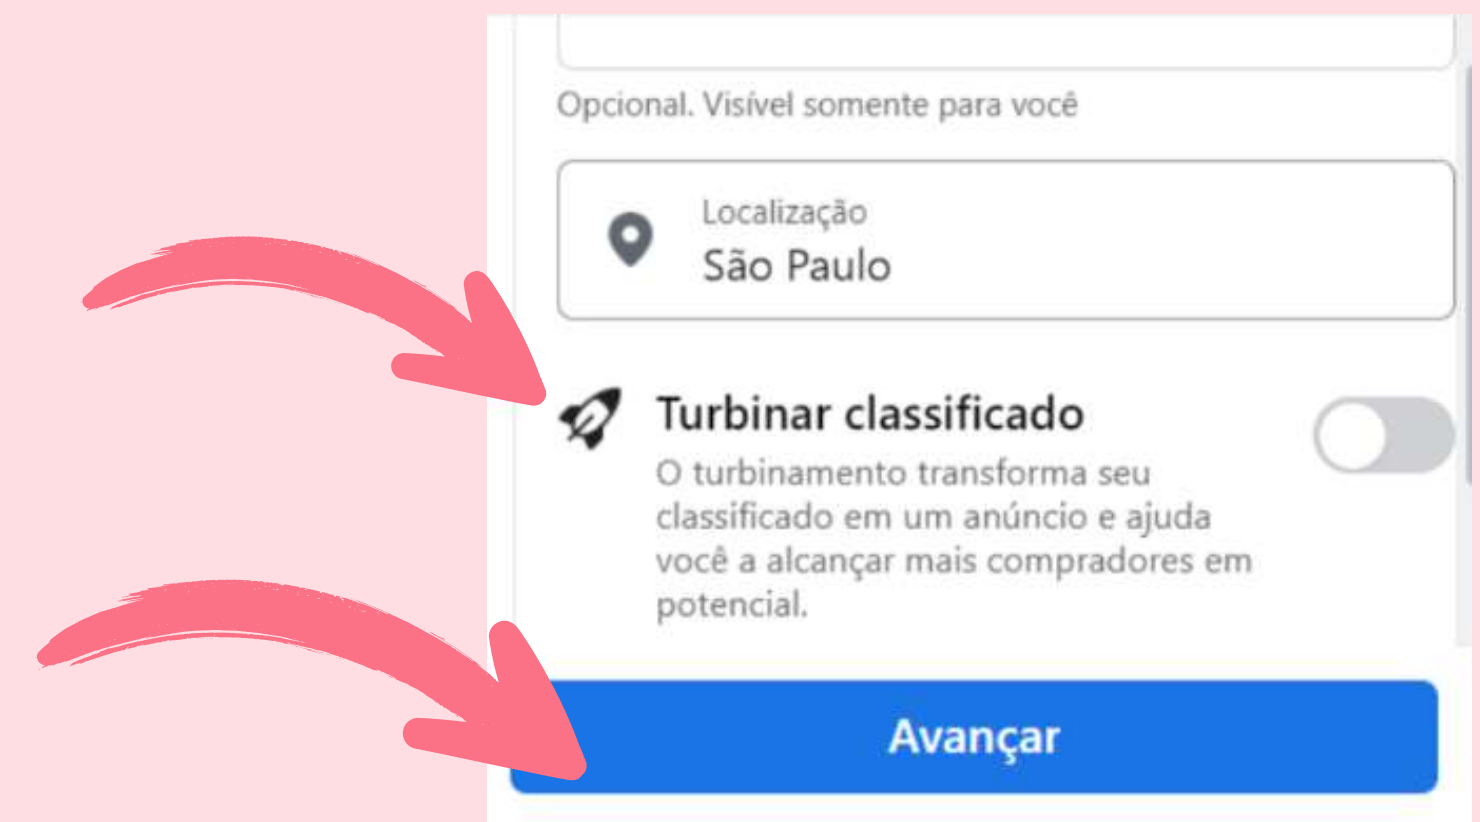 Opcional. Visível somente para você
Localização
São Paulo
Turbinar classificado
O turbinamento transforma seu
classificado em um anúncio e ajuda
você a alcançar mais compradores em
potencial.
Avançar